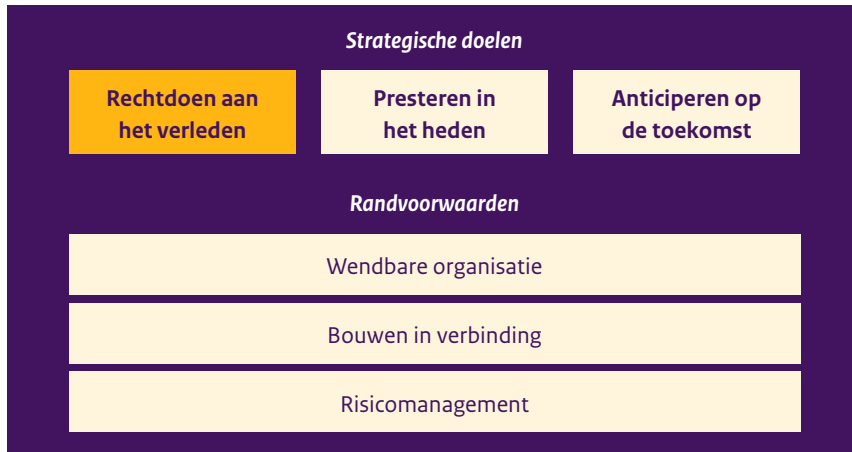 Strategische doelen
Rechtdoen aan
het verleden
Presteren in
het heden
Anticiperen op
de toekomst
Randvoorwaarden
Wendbare organisatie
Bouwen in verbinding
Risicomanagement